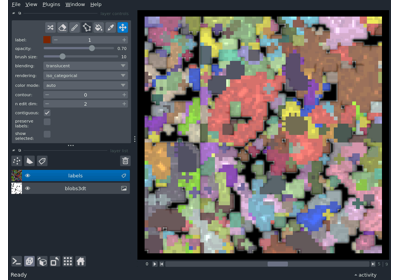 File View Plugins Window Help
label: 1
opacity: 0.70
brush size: 10
blending: translucent
rendering: iso_categorical
color mode: auto
contour: 0
n edit dim: 2
contiguous:
preserve labels:
show selected:
labels
blobs3dt
Ready
activity